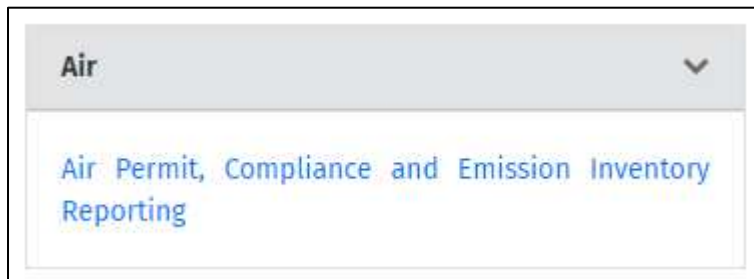 Air
Air Permit, Compliance and Emission Inventory
Reporting